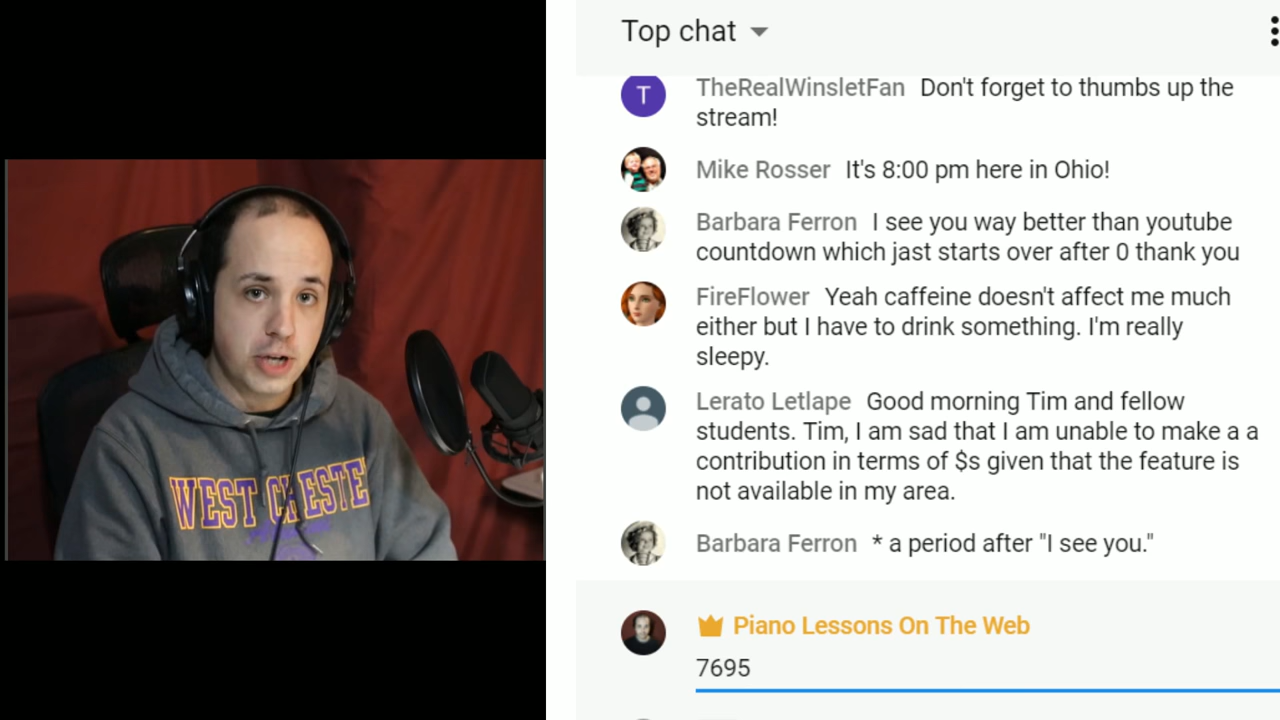 Top chat
T
TheRealWinsletFan Don't forget to thumbs up the
stream!
Mike Rosser It's 8:00 pm here in Ohio!
Barbara Ferron I see you way better than youtube
countdown which jast starts over after 0 thank you
FireFlower Yeah caffeine doesn't affect me much
either but I have to drink something. I'm really
sleepy.
Lerato Letlape Good morning Tim and fellow
students. Tim, I am sad that I am unable to make a a
contribution in terms of $s given that the feature is
not available in my area.
Barbara Ferron * a period after "I see you."
Piano Lessons On The Web
7695
WEST CHESTE